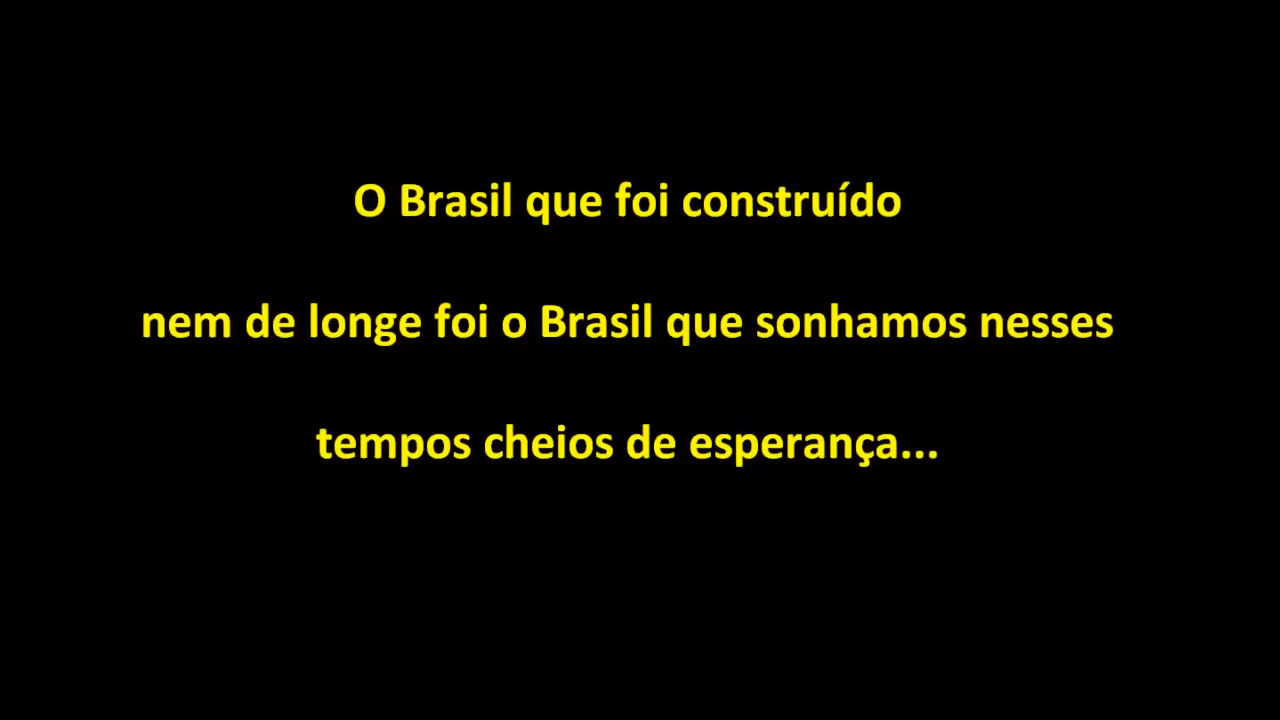 O Brasil que foi construído
nem de longe foi o Brasil que sonhamos nesses
tempos cheios de esperança...